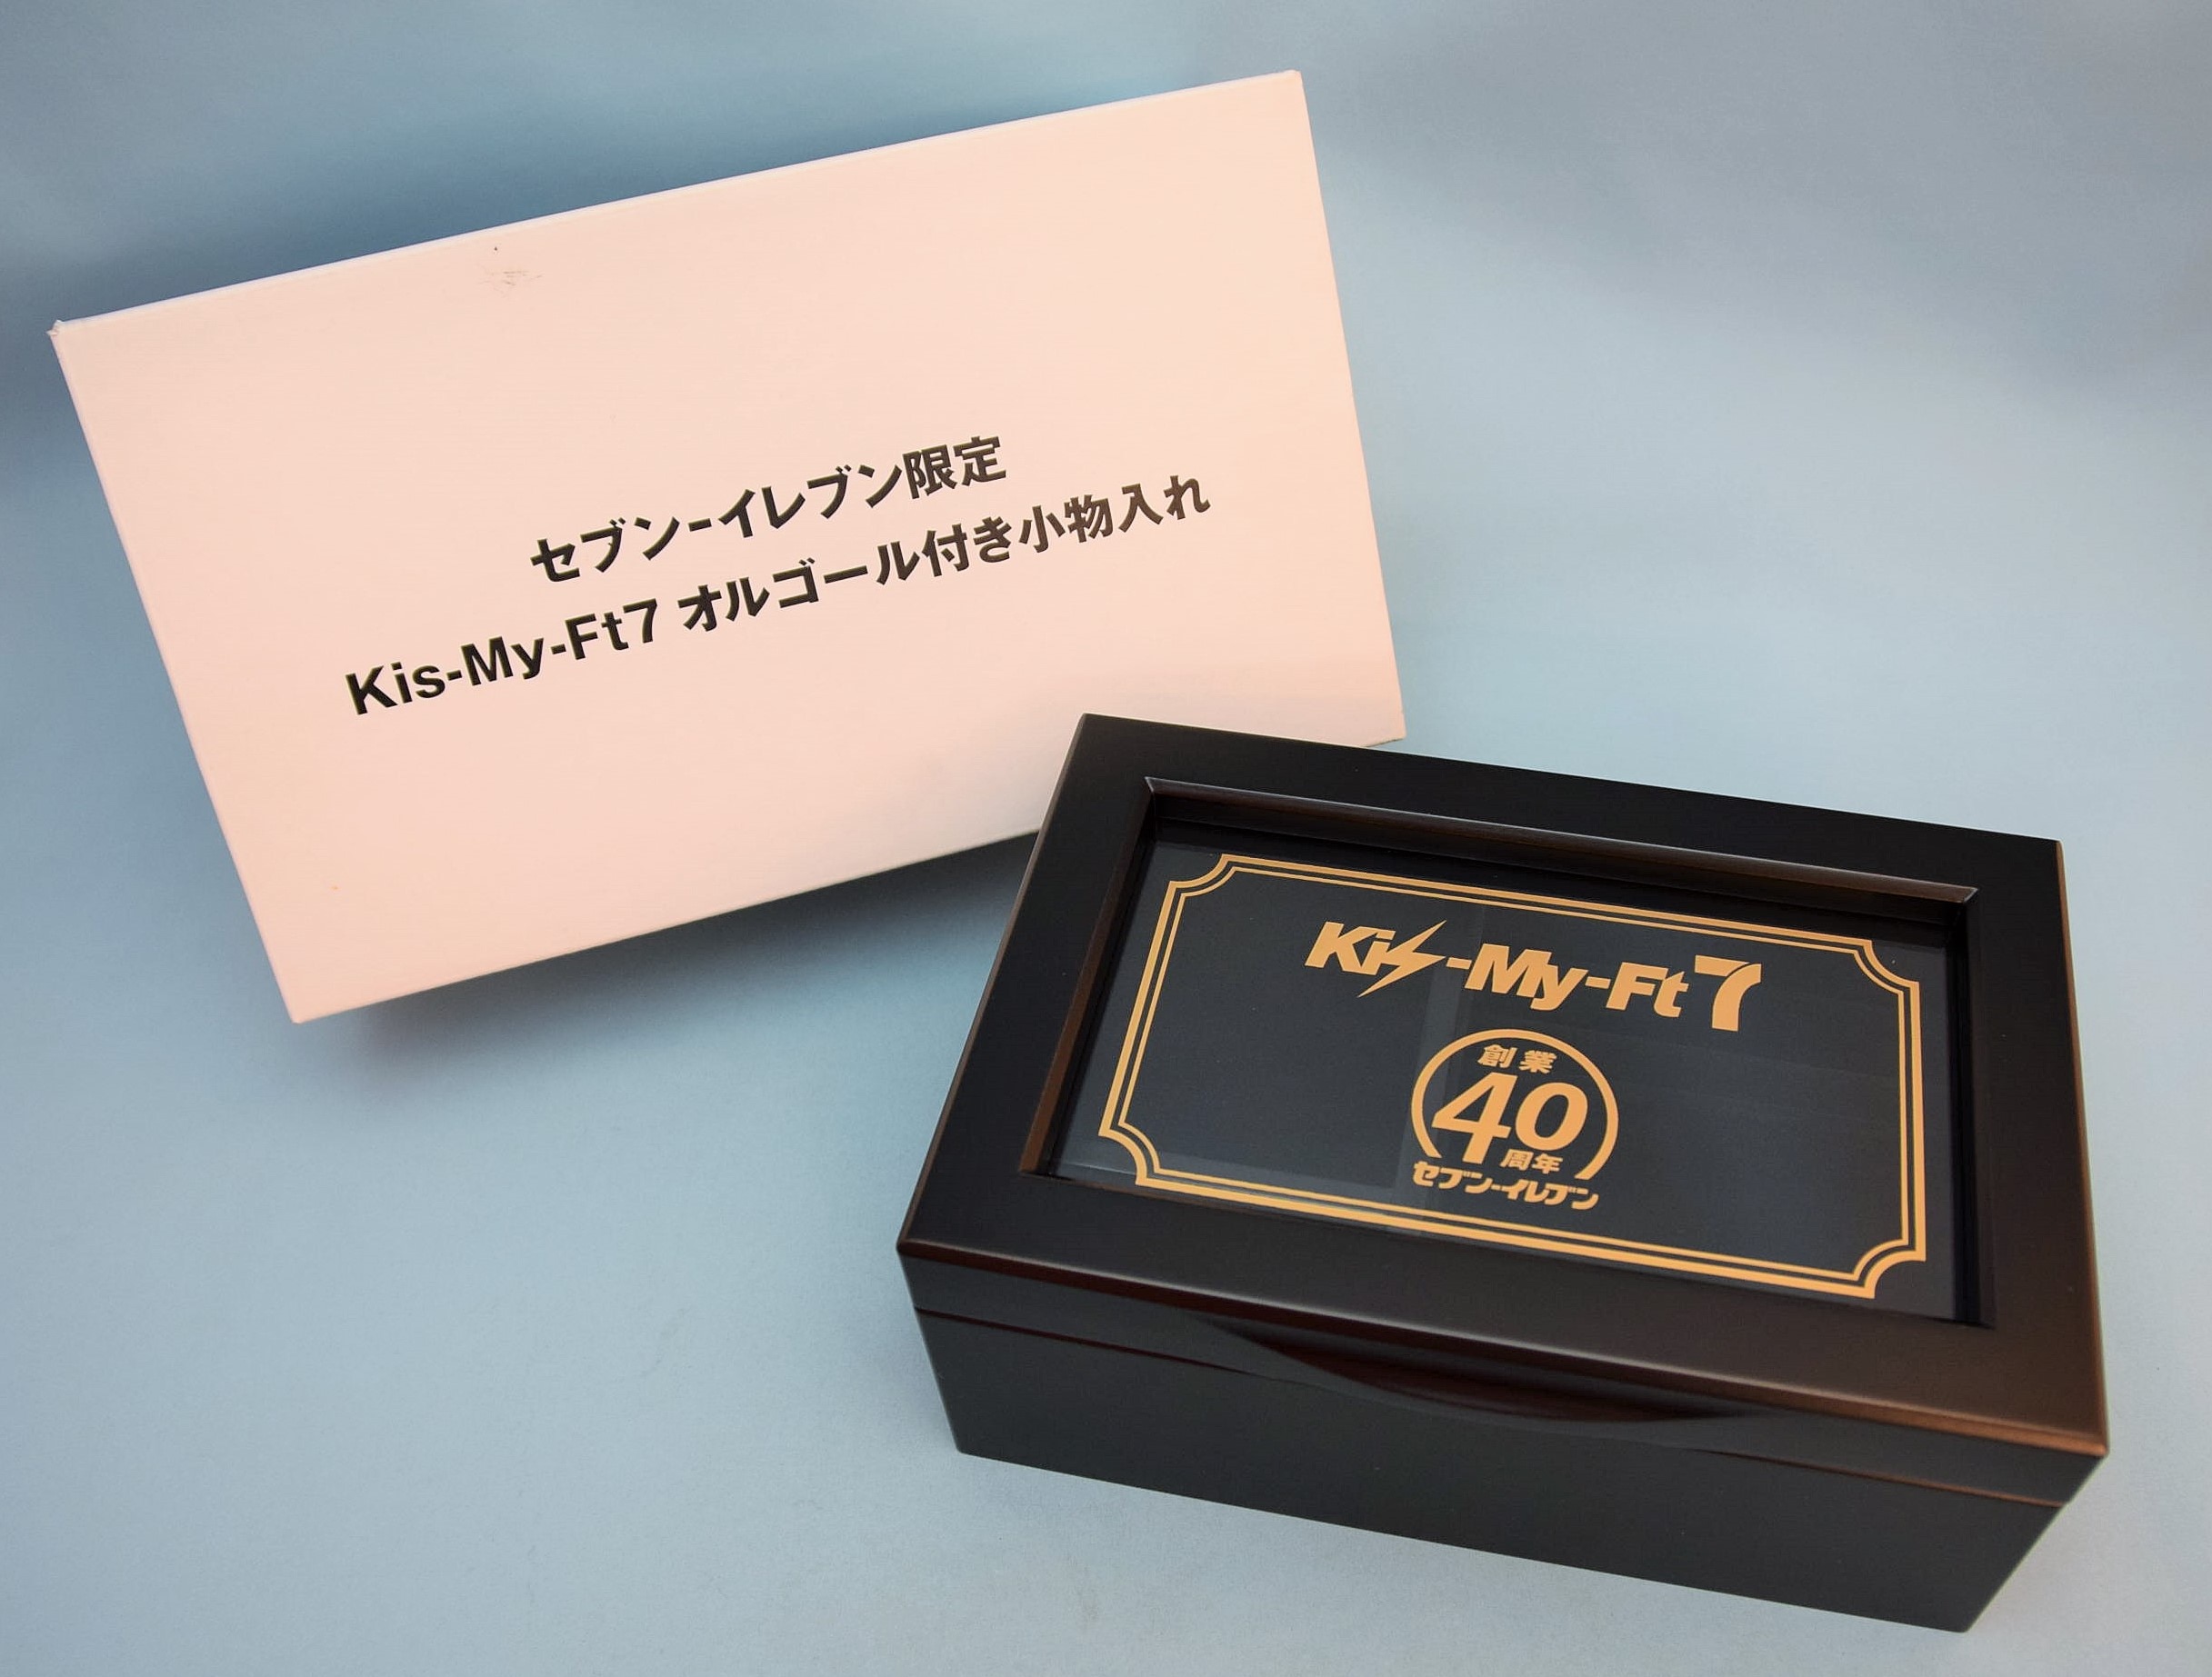 セブン-イレブン限定
Kis-My-Ft7 オルゴール付き小物入れ
Kis-My-Ft7
創業
40
周年
セブン-イレブン